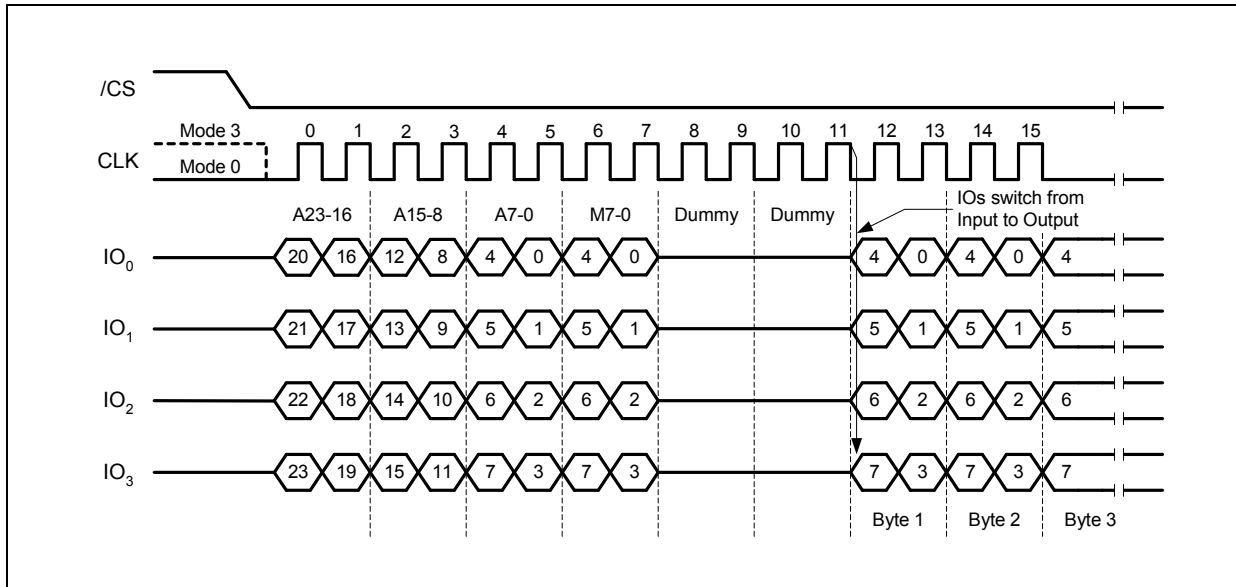 /CS
Mode 3 0 1 2 3 4 5 6 7 8 9 10 11 12 13 14 15
CLK
Mode 0
IOs switch from
Input to Output
A23-16 A15-8 A7-0 M7-0 Dummy Dummy
IO0 20 16 12 8 4 0 4 0 4 0 4 0 4
IO1 21 17 13 9 5 1 5 1 5 1 5 1 5
IO2 22 18 14 10 6 2 6 2 6 2 6 2 6
IO3 23 19 15 11 7 3 7 3 7 3 7 3 7
Byte 1 Byte 2 Byte 3